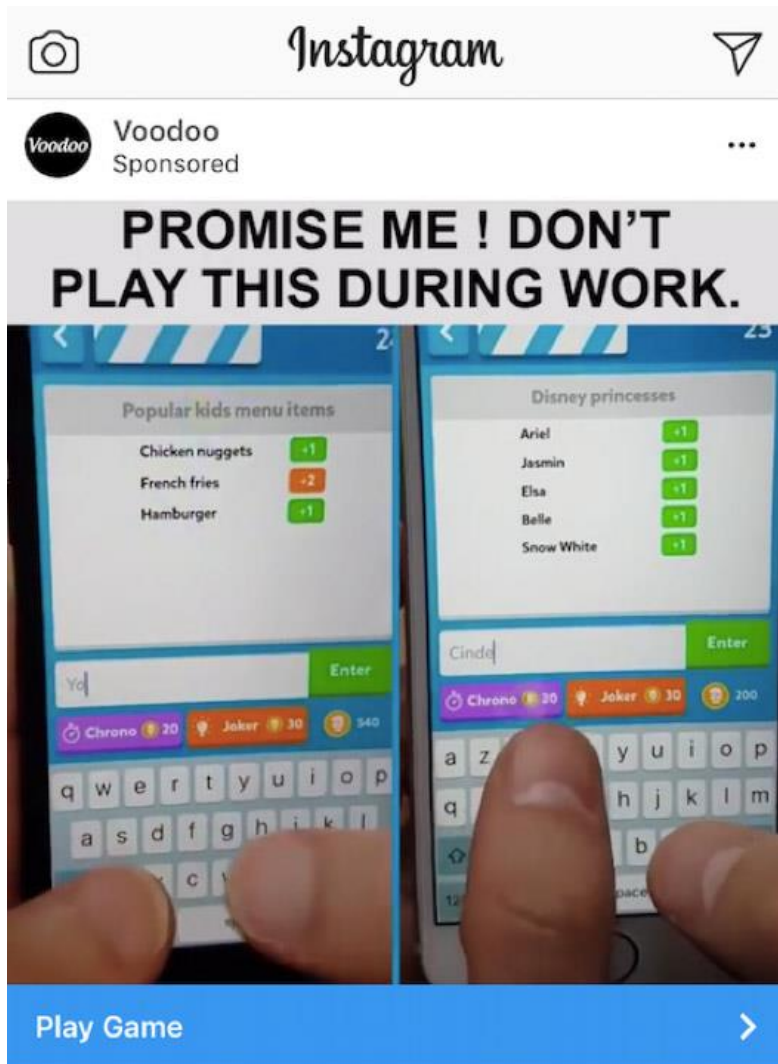 Instagram
Voodoo
Voodoo
Sponsored
PROMISE ME ! DON'T
PLAY THIS DURING WORK.
Popular kids menu items
Chicken nuggets +1
French fries +2
Hamburger +1
Yo
Enter
Chrono 20 Joker 30 540
q w e r t y u i o p
a s d f g h j k l
c
23
Disney princesses
Ariel +1
Jasmin +1
Elsa +1
Belle +1
Snow White +1
Cinde
Enter
Chrono 20 Joker 30 200
a z y u i o p
q h j k l m
b
Play Game